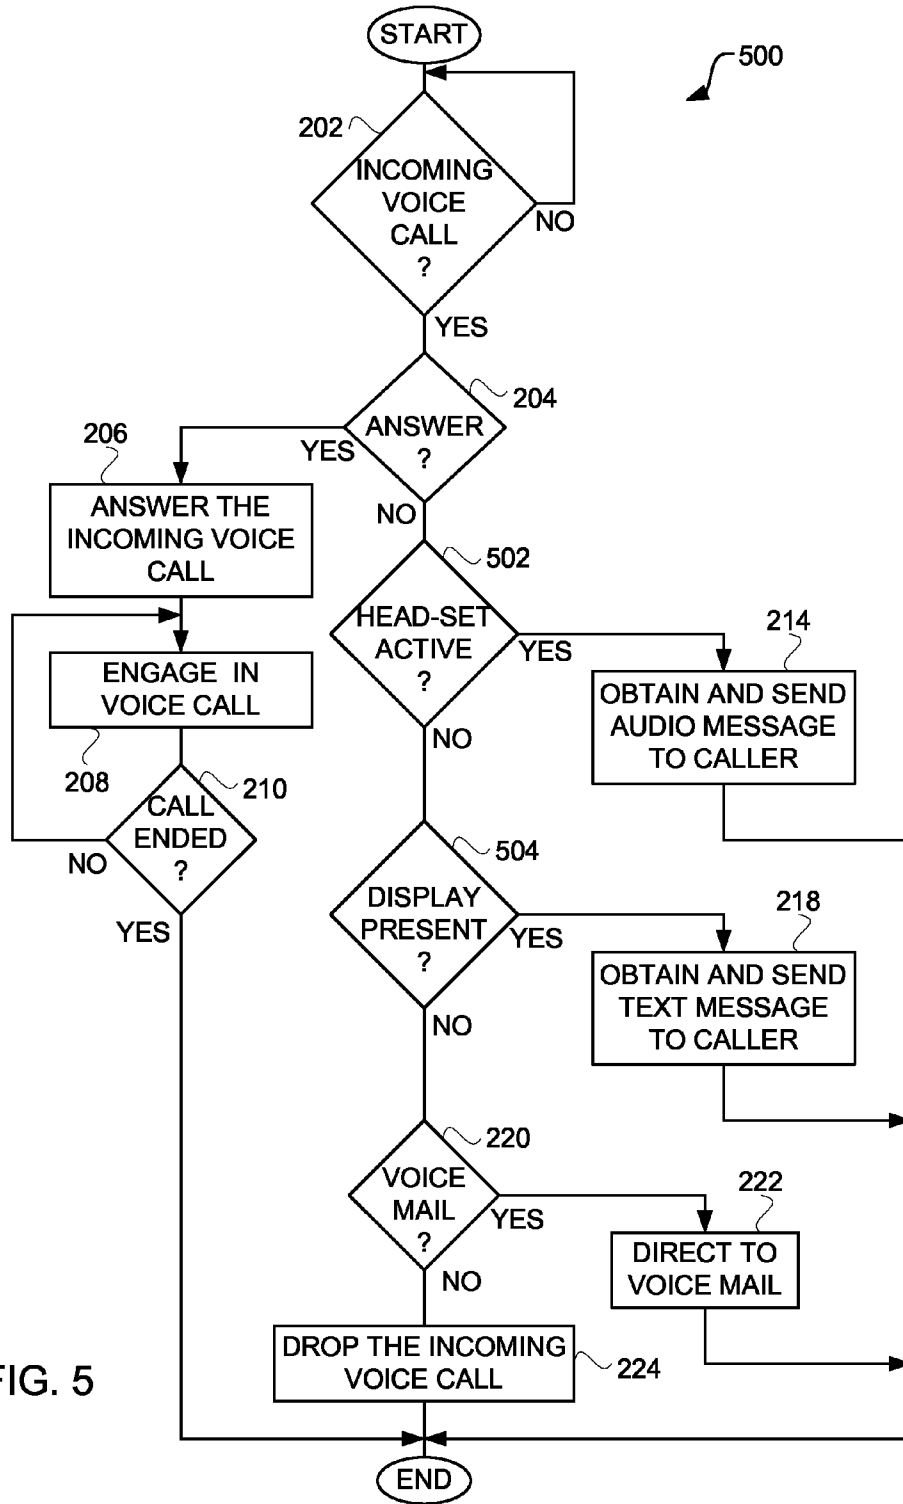 START
500
202
INCOMING
VOICE
CALL
?
NO
YES
204
ANSWER
?
YES
NO
206
ANSWER THE
INCOMING VOICE
CALL
502
HEAD-SET
ACTIVE
?
YES
NO
214
OBTAIN AND SEND
AUDIO MESSAGE
TO CALLER
ENGAGE IN
VOICE CALL
208
210
CALL
ENDED
?
NO
YES
504
DISPLAY
PRESENT
?
YES
NO
218
OBTAIN AND SEND
TEXT MESSAGE
TO CALLER
220
VOICE
MAIL
?
YES
NO
222
DIRECT TO
VOICE MAIL
DROP THE INCOMING
VOICE CALL
224
FIG. 5
END